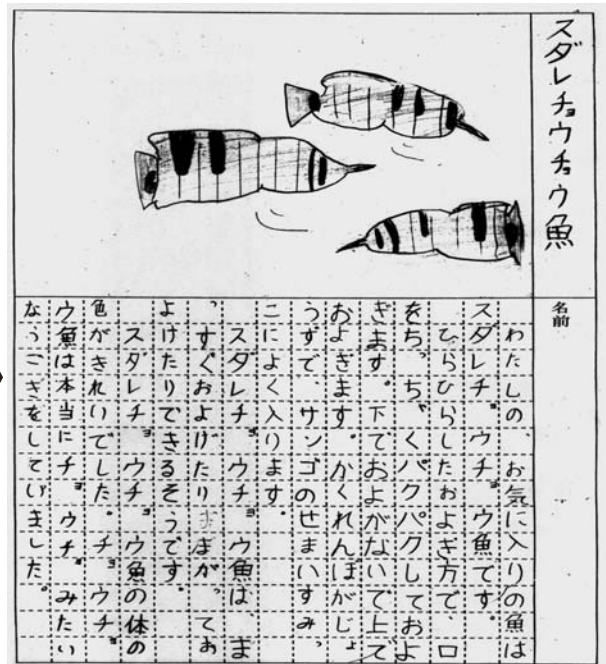 スダレチョウチョウ魚
名前
わたしの、お気に入りの魚は
スダレチョウチョウ魚です。
ひらひらしたおよぎ方で、口
をちっちゃくパクパクしておよ
ぎます。下でおよがないで上で
およぎます。かくれんぼがじょ
うずで、サンゴのせまいすみっ
こによく入ります。
スダレチョウチョウ魚は、ま
っすぐおよげたりまがってお
よげたりできるそうです。
スダレチョウチョウ魚の体の
色がきれいでした。チョウチョ
ウ魚は本当にチョウチョみたい
なうごきをしていました。